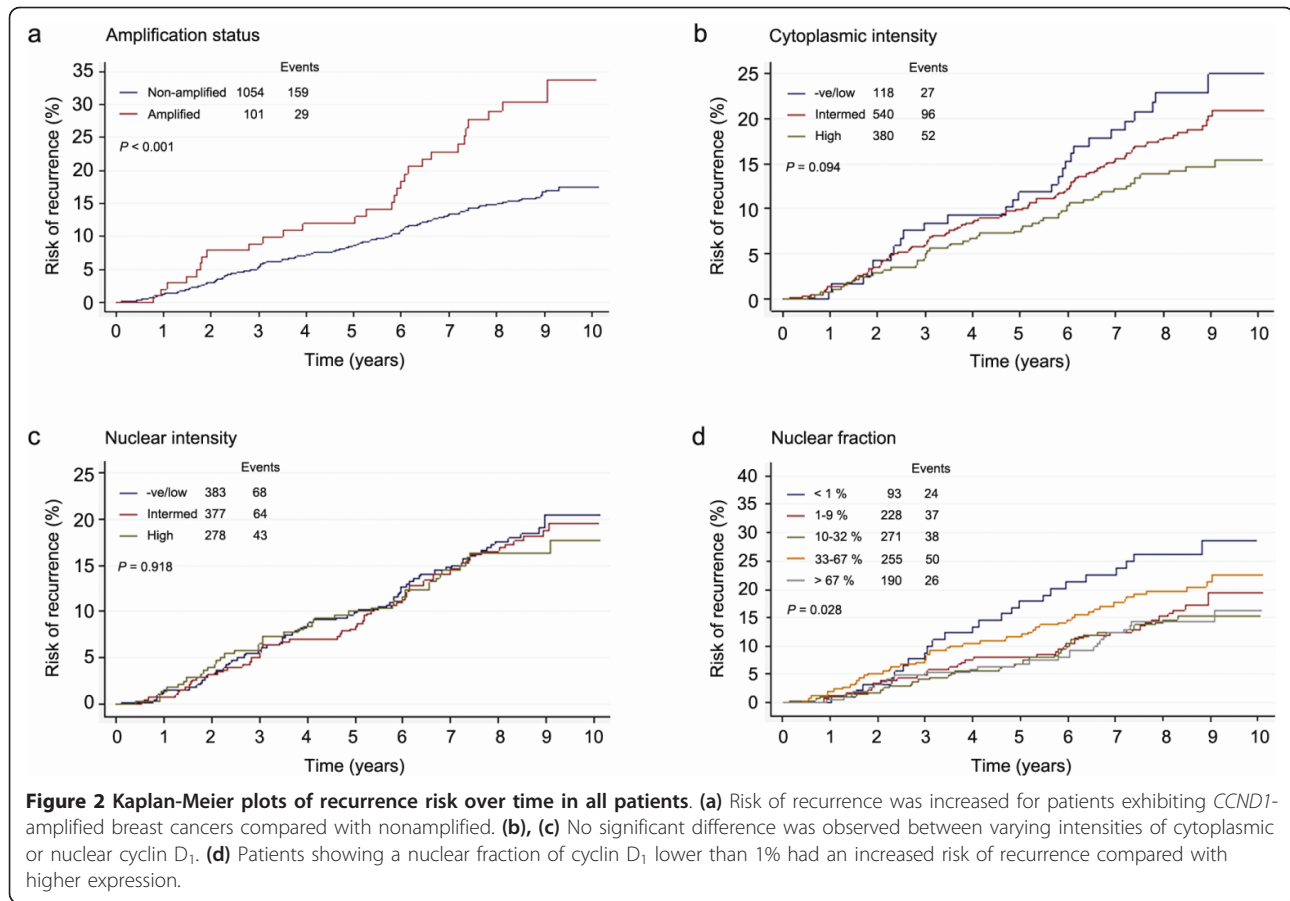 a
Amplification status
Events
Non-amplified 1054 159
Amplified 101 29
P < 0.001
35
30
25
20
15
10
5
0
Risk of recurrence (%)
0 1 2 3 4 5 6 7 8 9 10
Time (years)
b
Cytoplasmic intensity
Events
-ve/low 118 27
Intermed 540 96
High 380 52
P = 0.094
25
20
15
10
5
0
Risk of recurrence (%)
0 1 2 3 4 5 6 7 8 9 10
Time (years)
c
Nuclear intensity
Events
-ve/low 383 68
Intermed 377 64
High 278 43
P = 0.918
25
20
15
10
5
0
Risk of recurrence (%)
0 1 2 3 4 5 6 7 8 9 10
Time (years)
d
Nuclear fraction
Events
< 1 % 93 24
1-9 % 228 37
10-32 % 271 38
33-67 % 255 50
> 67 % 190 26
P = 0.028
40
35
30
25
20
15
10
5
0
Risk of recurrence (%)
0 1 2 3 4 5 6 7 8 9 10
Time (years)
Figure 2 Kaplan-Meier plots of recurrence risk over time in all patients. (a) Risk of recurrence was increased for patients exhibiting CCND1-
amplified breast cancers compared with nonamplified. (b), (c) No significant difference was observed between varying intensities of cytoplasmic
or nuclear cyclin D₁. (d) Patients showing a nuclear fraction of cyclin D₁ lower than 1% had an increased risk of recurrence compared with
higher expression.